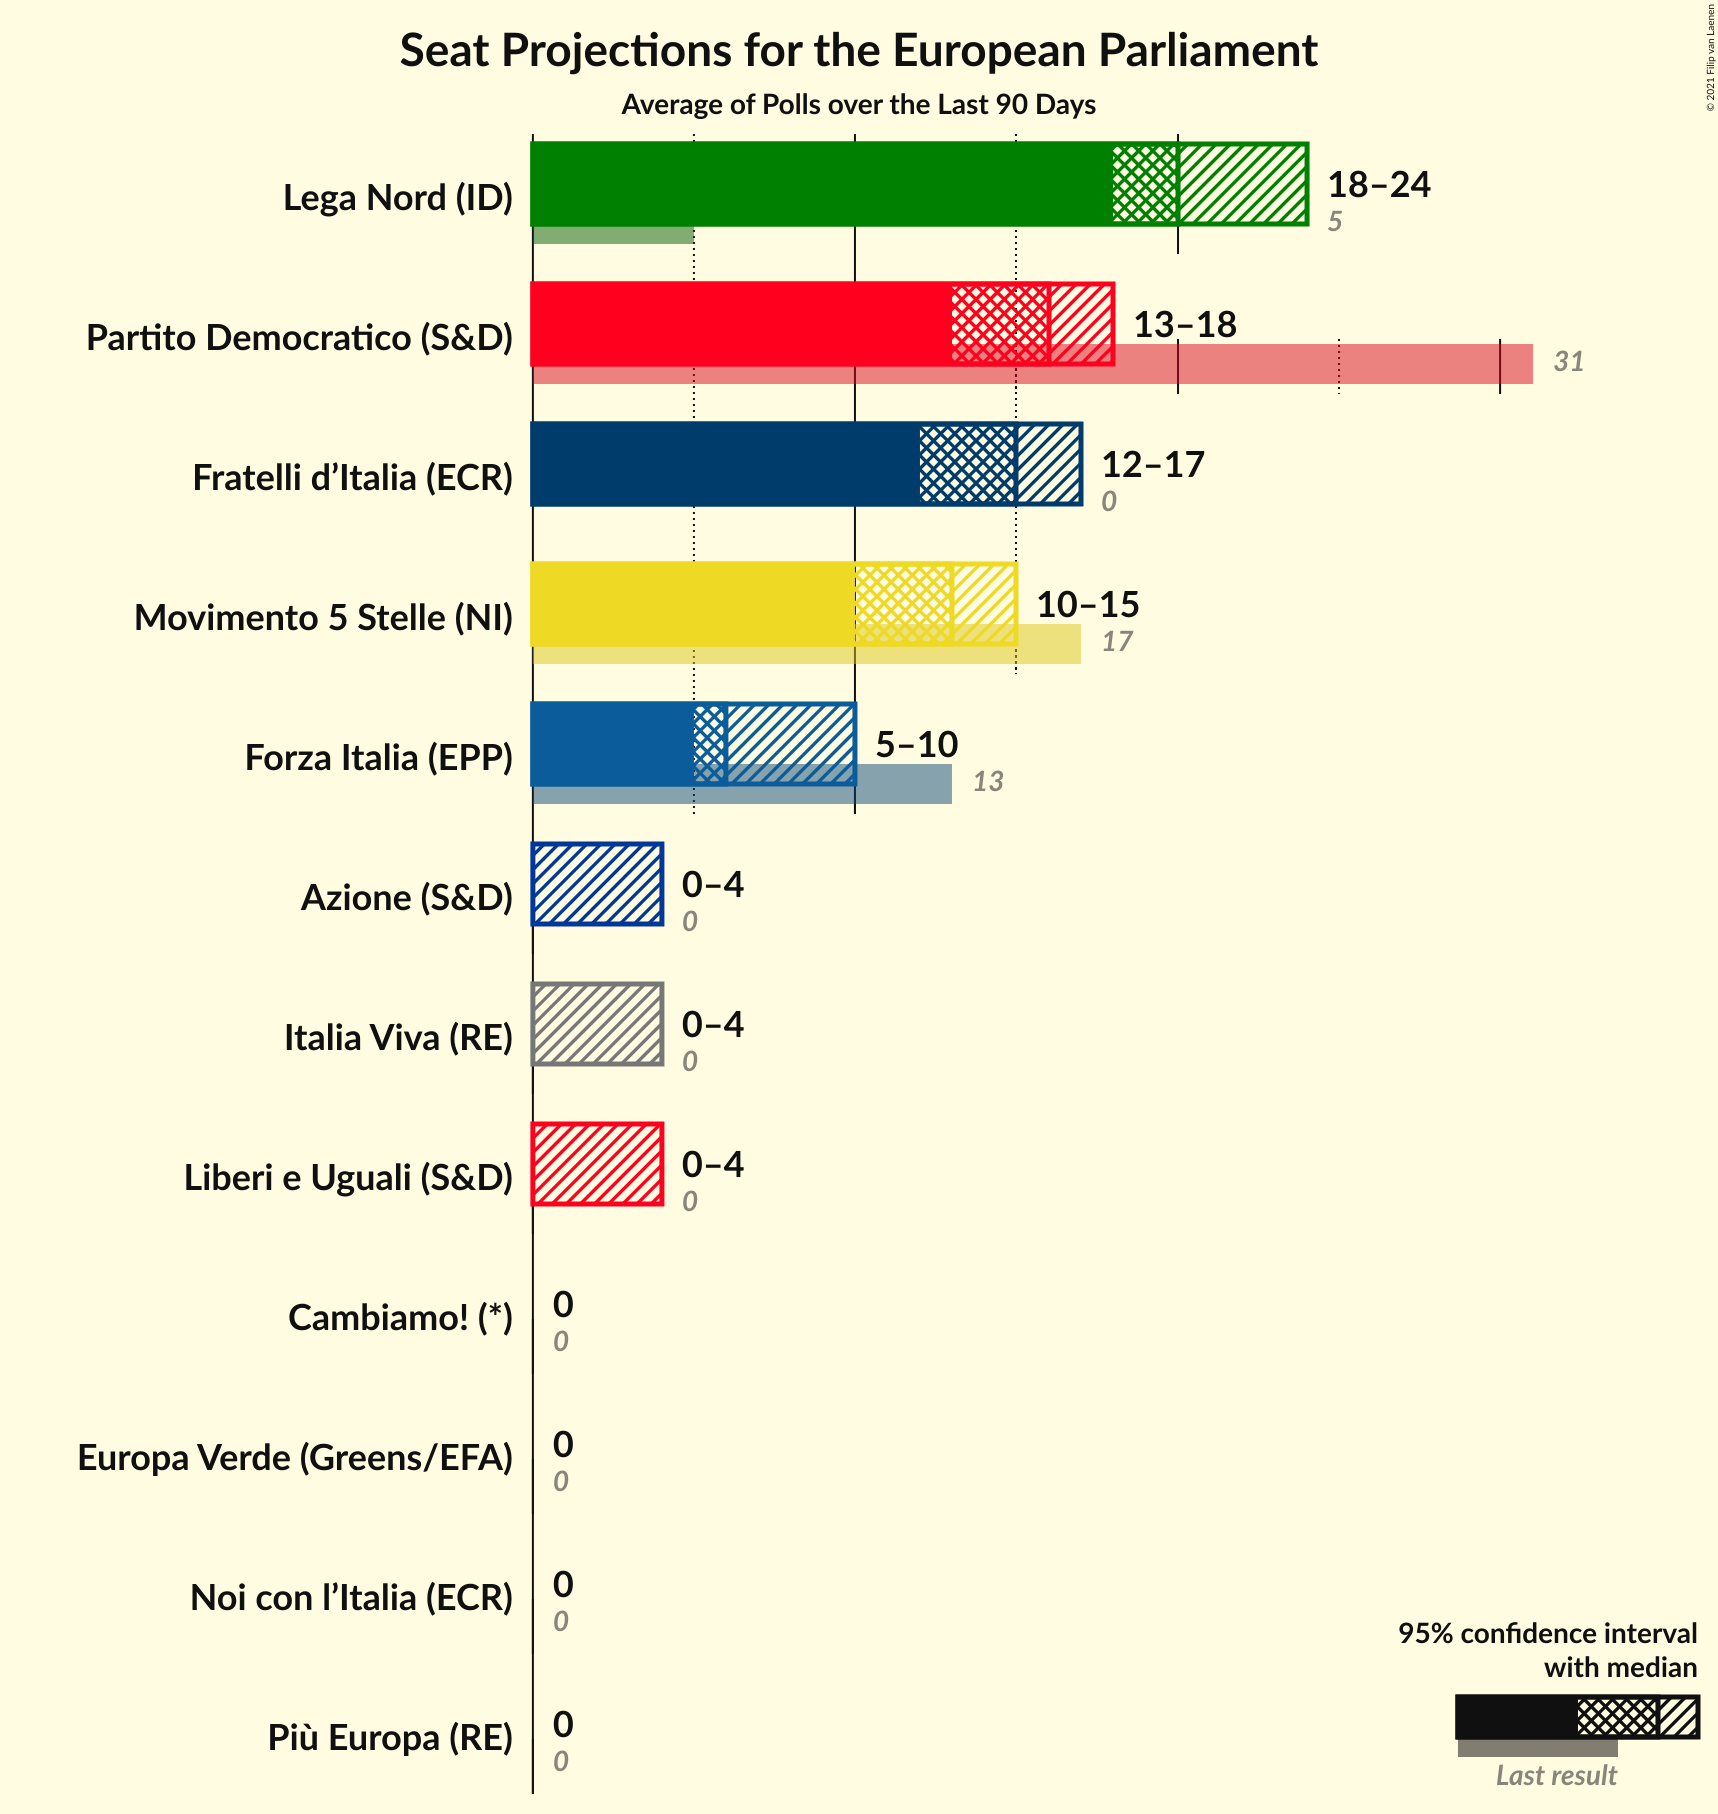 © 2021 Filip van Laenen
Seat Projections for the European Parliament
Average of Polls over the Last 90 Days
Lega Nord (ID)
18–24
5
Partito Democratico (S&D)
13–18
31
Fratelli d’Italia (ECR)
12–17
0
Movimento 5 Stelle (NI)
10–15
17
Forza Italia (EPP)
5–10
13
Azione (S&D)
0–4
0
Italia Viva (RE)
0–4
0
Liberi e Uguali (S&D)
0–4
0
Cambiamo! (*)
0
0
Europa Verde (Greens/EFA)
0
0
Noi con l’Italia (ECR)
0
0
Più Europa (RE)
0
0
95% confidence interval
with median
Last result